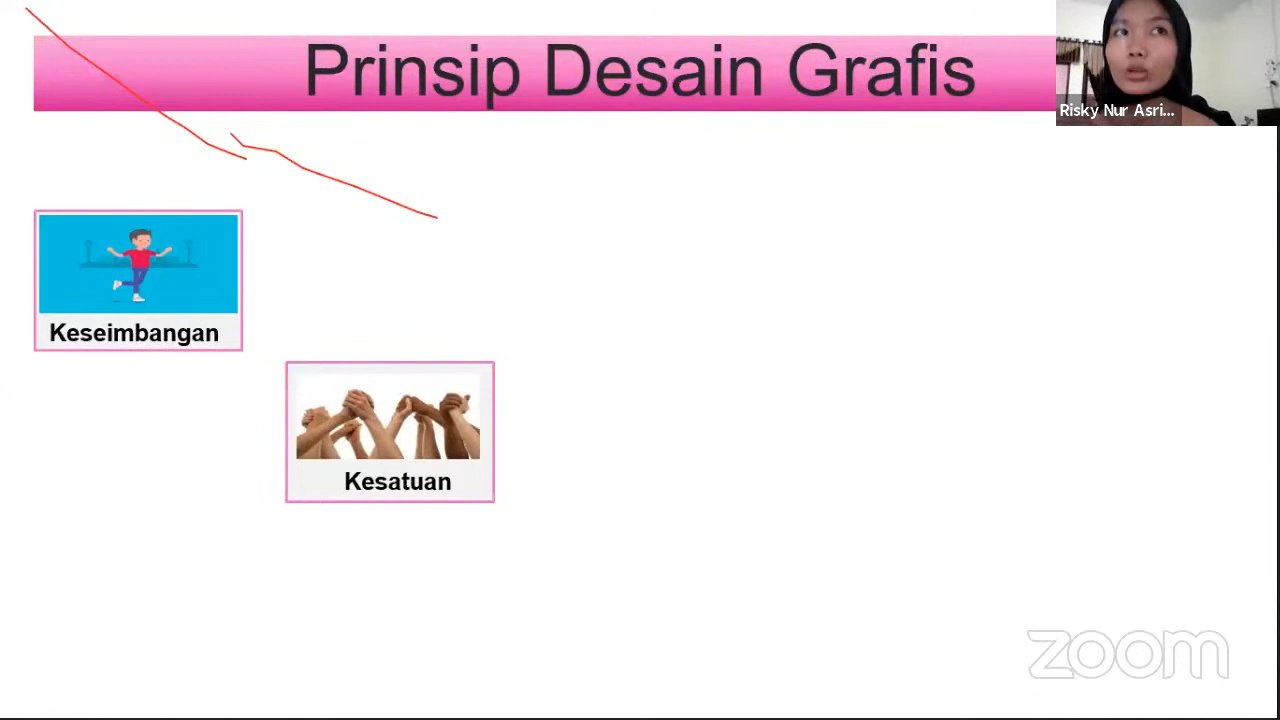 Prinsip Desain Grafis
Risky Nur Asri...
Keseimbangan
Kesatuan
zoom